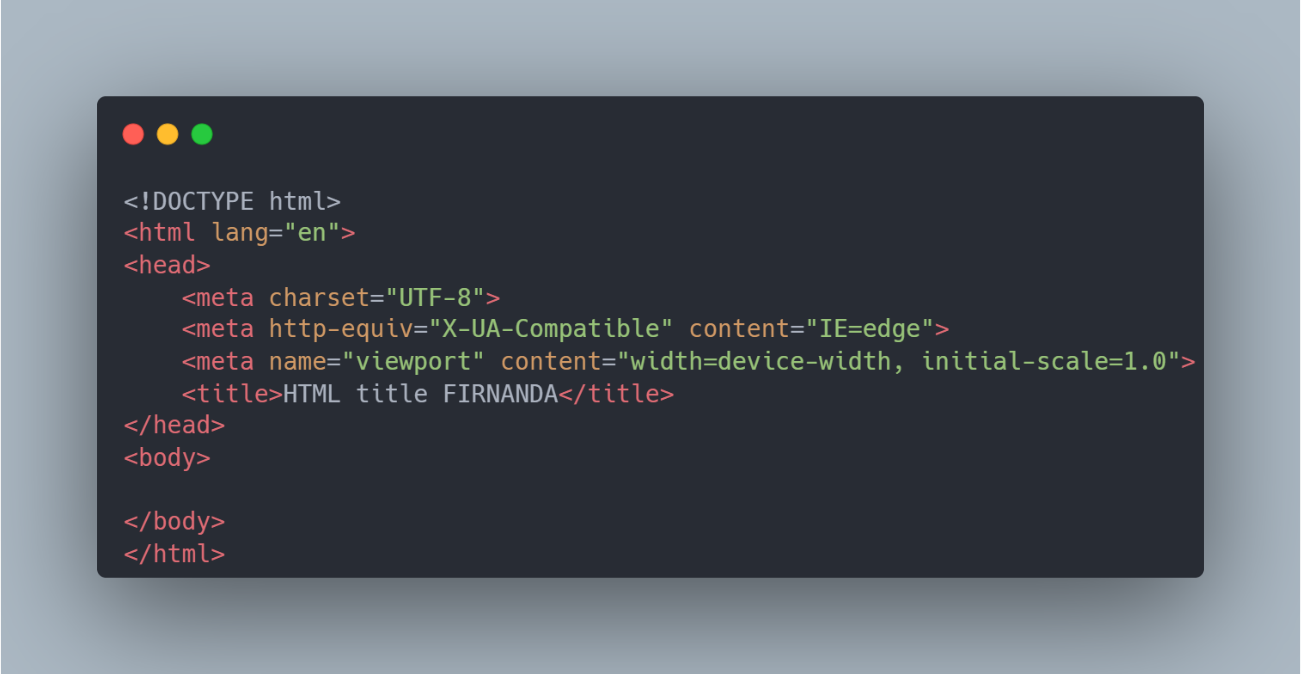 <!DOCTYPE html>
<html lang="en">
<head>
    <meta charset="UTF-8">
    <meta http-equiv="X-UA-Compatible" content="IE=edge">
    <meta name="viewport" content="width=device-width, initial-scale=1.0">
    <title>HTML title FIRNANDA</title>
</head>
<body>

</body>
</html>